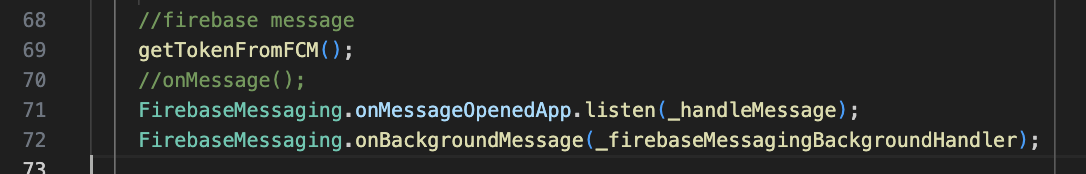 68 //firebase message
69 getTokenFromFCM();
70 //onMessage();
71 FirebaseMessaging.onMessageOpenedApp.listen(_handleMessage);
72 FirebaseMessaging.onBackgroundMessage(_firebaseMessagingBackgroundHandler);
73